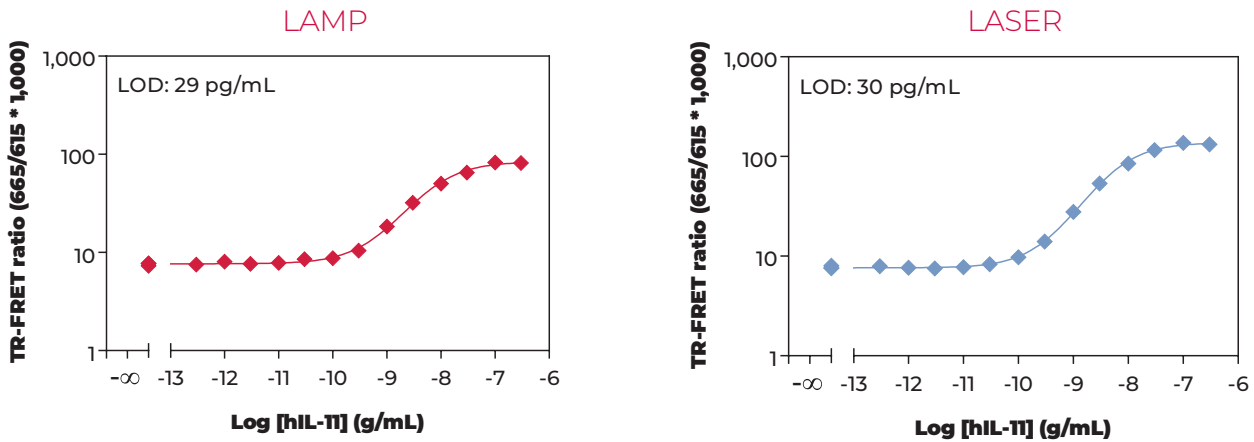 LAMP
TR-FRET ratio (665/615 * 1,000)
1,000
100
10
1
LOD: 29 pg/mL
-∞ -13 -12 -11 -10 -9 -8 -7 -6
Log [hIL-11] (g/mL)
LASER
TR-FRET ratio (665/615 * 1,000)
1,000
100
10
1
LOD: 30 pg/mL
-∞ -13 -12 -11 -10 -9 -8 -7 -6
Log [hIL-11] (g/mL)